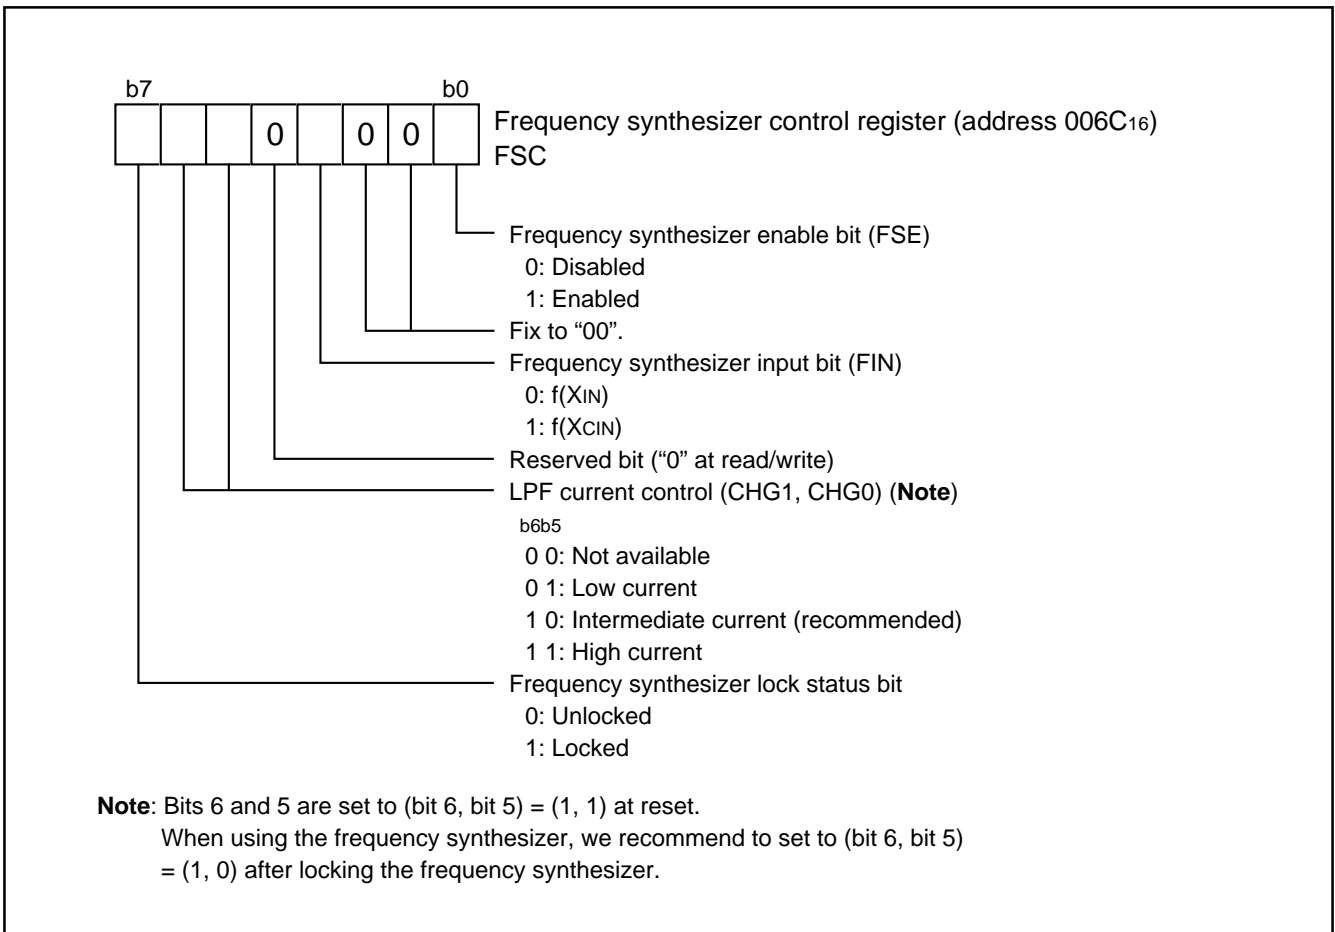 b7 b0
0 0 0
Frequency synthesizer control register (address 006C16)
FSC
Frequency synthesizer enable bit (FSE)
0: Disabled
1: Enabled
Fix to “00”.
Frequency synthesizer input bit (FIN)
0: f(XIN)
1: f(XCIN)
Reserved bit (“0” at read/write)
LPF current control (CHG1, CHG0) (Note)
b6b5
0 0: Not available
0 1: Low current
1 0: Intermediate current (recommended)
1 1: High current
Frequency synthesizer lock status bit
0: Unlocked
1: Locked
Note: Bits 6 and 5 are set to (bit 6, bit 5) = (1, 1) at reset.
When using the frequency synthesizer, we recommend to set to (bit 6, bit 5)
= (1, 0) after locking the frequency synthesizer.